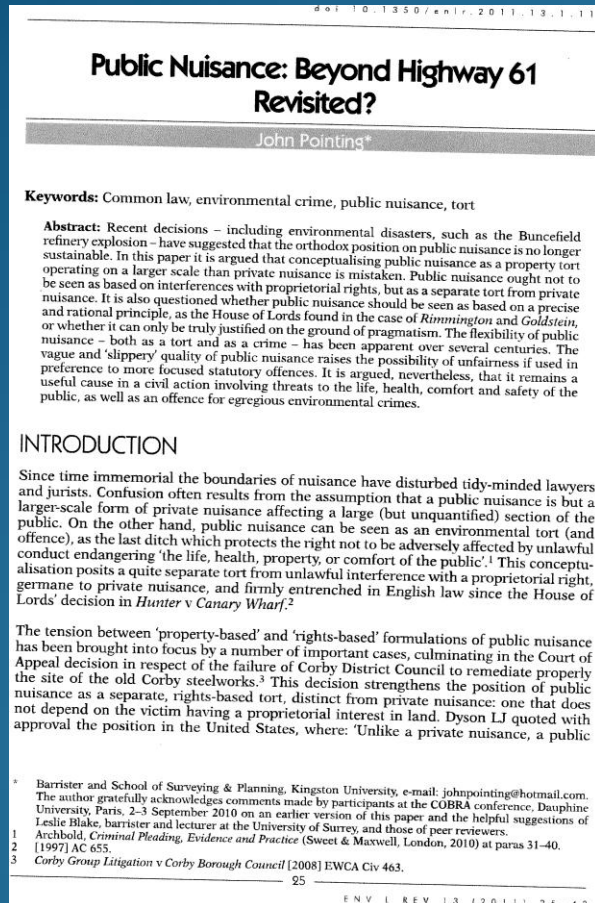 doi 10.1350/enlr.2011.13.1.11
Public Nuisance: Beyond Highway 61
Revisited?
John Pointing*
Keywords: Common law, environmental crime, public nuisance, tort
Abstract: Recent decisions – including environmental disasters, such as the Buncefield
refinery explosion – have suggested that the orthodox position on public nuisance is no longer
sustainable. In this paper it is argued that conceptualising public nuisance as a property tort
operating on a larger scale than private nuisance is mistaken. Public nuisance ought not to
be seen as based on interferences with proprietorial rights, but as a separate tort from private
nuisance. It is also questioned whether public nuisance should be seen as based on a precise
and rational principle, as the House of Lords found in the case of Rimmington and Goldstein,
or whether it can only be truly justified on the ground of pragmatism. The flexibility of public
nuisance – both as a tort and as a crime – has been apparent over several centuries. The
vague and 'slippery' quality of public nuisance raises the possibility of unfairness if used in
preference to more focused statutory offences. It is argued, nevertheless, that it remains a
useful cause in a civil action involving threats to the life, health, comfort and safety of the
public, as well as an offence for egregious environmental crimes.
INTRODUCTION
Since time immemorial the boundaries of nuisance have disturbed tidy-minded lawyers
and jurists. Confusion often results from the assumption that a public nuisance is but a
larger-scale form of private nuisance affecting a large (but unquantified) section of the
public. On the other hand, public nuisance can be seen as an environmental tort (and
offence), as the last ditch which protects the right not to be adversely affected by unlawful
conduct endangering 'the life, health, property, or comfort of the public'.1 This conceptu-
alisation posits a quite separate tort from unlawful interference with a proprietorial right,
germane to private nuisance, and firmly entrenched in English law since the House of
Lords' decision in Hunter v Canary Wharf.2
The tension between 'property-based' and 'rights-based' formulations of public nuisance
has been brought into focus by a number of important cases, culminating in the Court of
Appeal decision in respect of the failure of Corby District Council to remediate properly
the site of the old Corby steelworks.3 This decision strengthens the position of public
nuisance as a separate, rights-based tort, distinct from private nuisance: one that does
not depend on the victim having a proprietorial interest in land. Dyson LJ quoted with
approval the position in the United States, where: 'Unlike a private nuisance, a public
* Barrister and School of Surveying & Planning, Kingston University, e-mail: johnpointing@hotmail.com.
The author gratefully acknowledges comments made by participants at the COBRA conference, Dauphine
University, Paris, 2–3 September 2010 on an earlier version of this paper and the helpful suggestions of
Leslie Blake, barrister and lecturer at the University of Surrey, and those of peer reviewers.
1 Archbold, Criminal Pleading, Evidence and Practice (Sweet & Maxwell, London, 2010) at paras 31–40.
2 [1997] AC 655.
3 Corby Group Litigation v Corby Borough Council [2008] EWCA Civ 463.
25
ENV L REV 13 (2011)